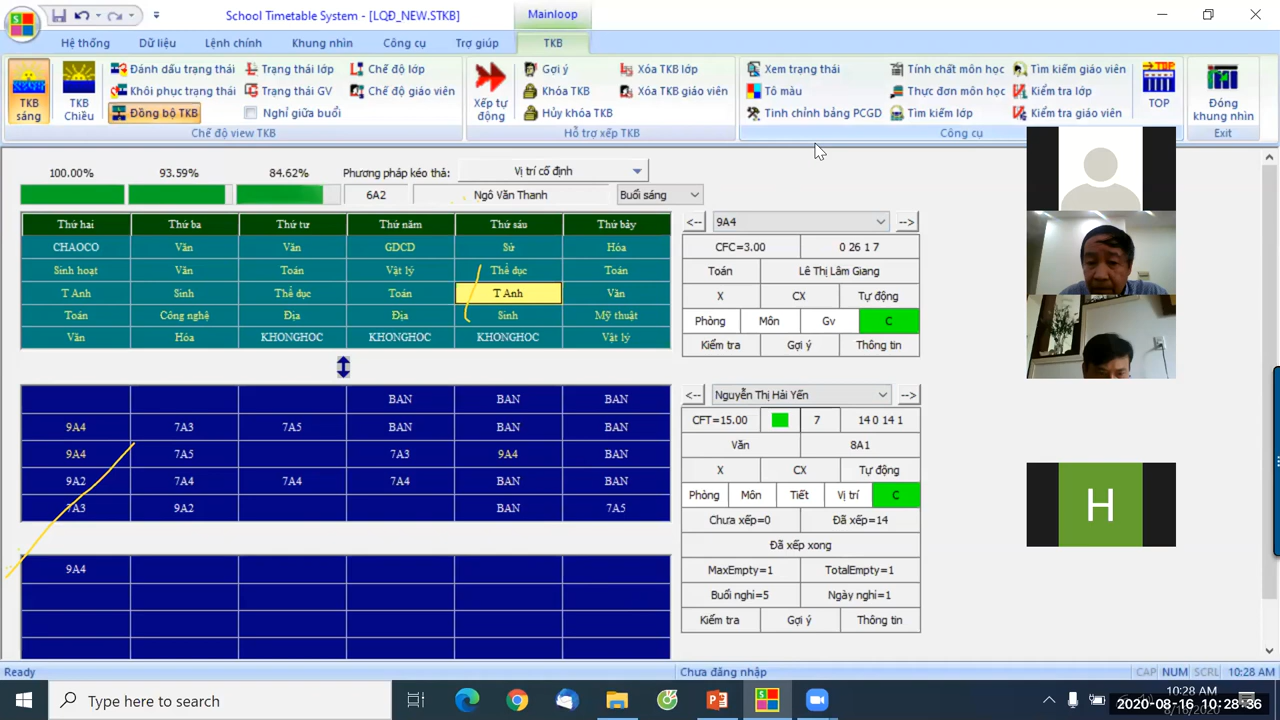 School Timetable System - [LQĐ_NEW.STKB]
Mainloop
Hệ thống Dữ liệu Lệnh chính Khung nhìn Công cụ Trợ giúp TKB
TKB sáng
TKB Chiều
Đánh dấu trạng thái Trạng thái lớp Chế độ lớp
Khôi phục trạng thái Trạng thái GV Chế độ giáo viên
Đồng bộ TKB Nghỉ giữa buổi
Chế độ view TKB
Xếp tự động
Gợi ý Xóa TKB lớp
Khóa TKB Xóa TKB giáo viên
Hủy khóa TKB
Hỗ trợ xếp TKB
Xem trạng thái Tính chất môn học Tìm kiếm giáo viên
Tô màu Thực đơn môn học Kiểm tra lớp
Tinh chỉnh bảng PCGD Tìm kiếm lớp Kiểm tra giáo viên
Công cụ
TOP
TOP
Đóng khung nhìn
Exit
100.00% 93.59% 84.62% Phương pháp kéo thả: Vị trí cố định
6A2 Ngô Văn Thanh Buổi sáng
Thứ hai Thứ ba Thứ tư Thứ năm Thứ sáu Thứ bảy
CHAOCO Văn Văn GDCD Sử Hóa
Sinh hoạt Văn Toán Vật lý Thể dục Toán
T Anh Sinh Thể dục Toán T Anh Văn
Toán Công nghệ Địa Địa Sinh Mỹ thuật
Văn Hóa KHONGHOC KHONGHOC KHONGHOC Vật lý
<-- 9A4 -->
CFC=3.00 0 26 1 7
Toán Lê Thị Lâm Giang
X CX Tự động
Phòng Môn Gv C
Kiểm tra Gợi ý Thông tin
BAN BAN BAN
9A4 7A3 7A5 BAN BAN BAN
9A4 7A5 7A3 9A4 BAN
9A2 7A4 7A4 7A4 BAN BAN
7A3 9A2 BAN 7A5
9A4
<-- Nguyễn Thị Hải Yến -->
CFT=15.00 7 14 0 14 1
Văn 8A1
X CX Tự động
Phòng Môn Tiết Vị trí C
Chưa xếp=0 Đã xếp=14
Đã xếp xong
MaxEmpty=1 TotalEmpty=1
Buổi nghỉ=5 Ngày nghỉ=1
Kiểm tra Gợi ý Thông tin
H
Ready Chưa đăng nhập CAP NUM SCRL 10:28 AM
Type here to search
10:28 AM
2020-08-16 10:28:36